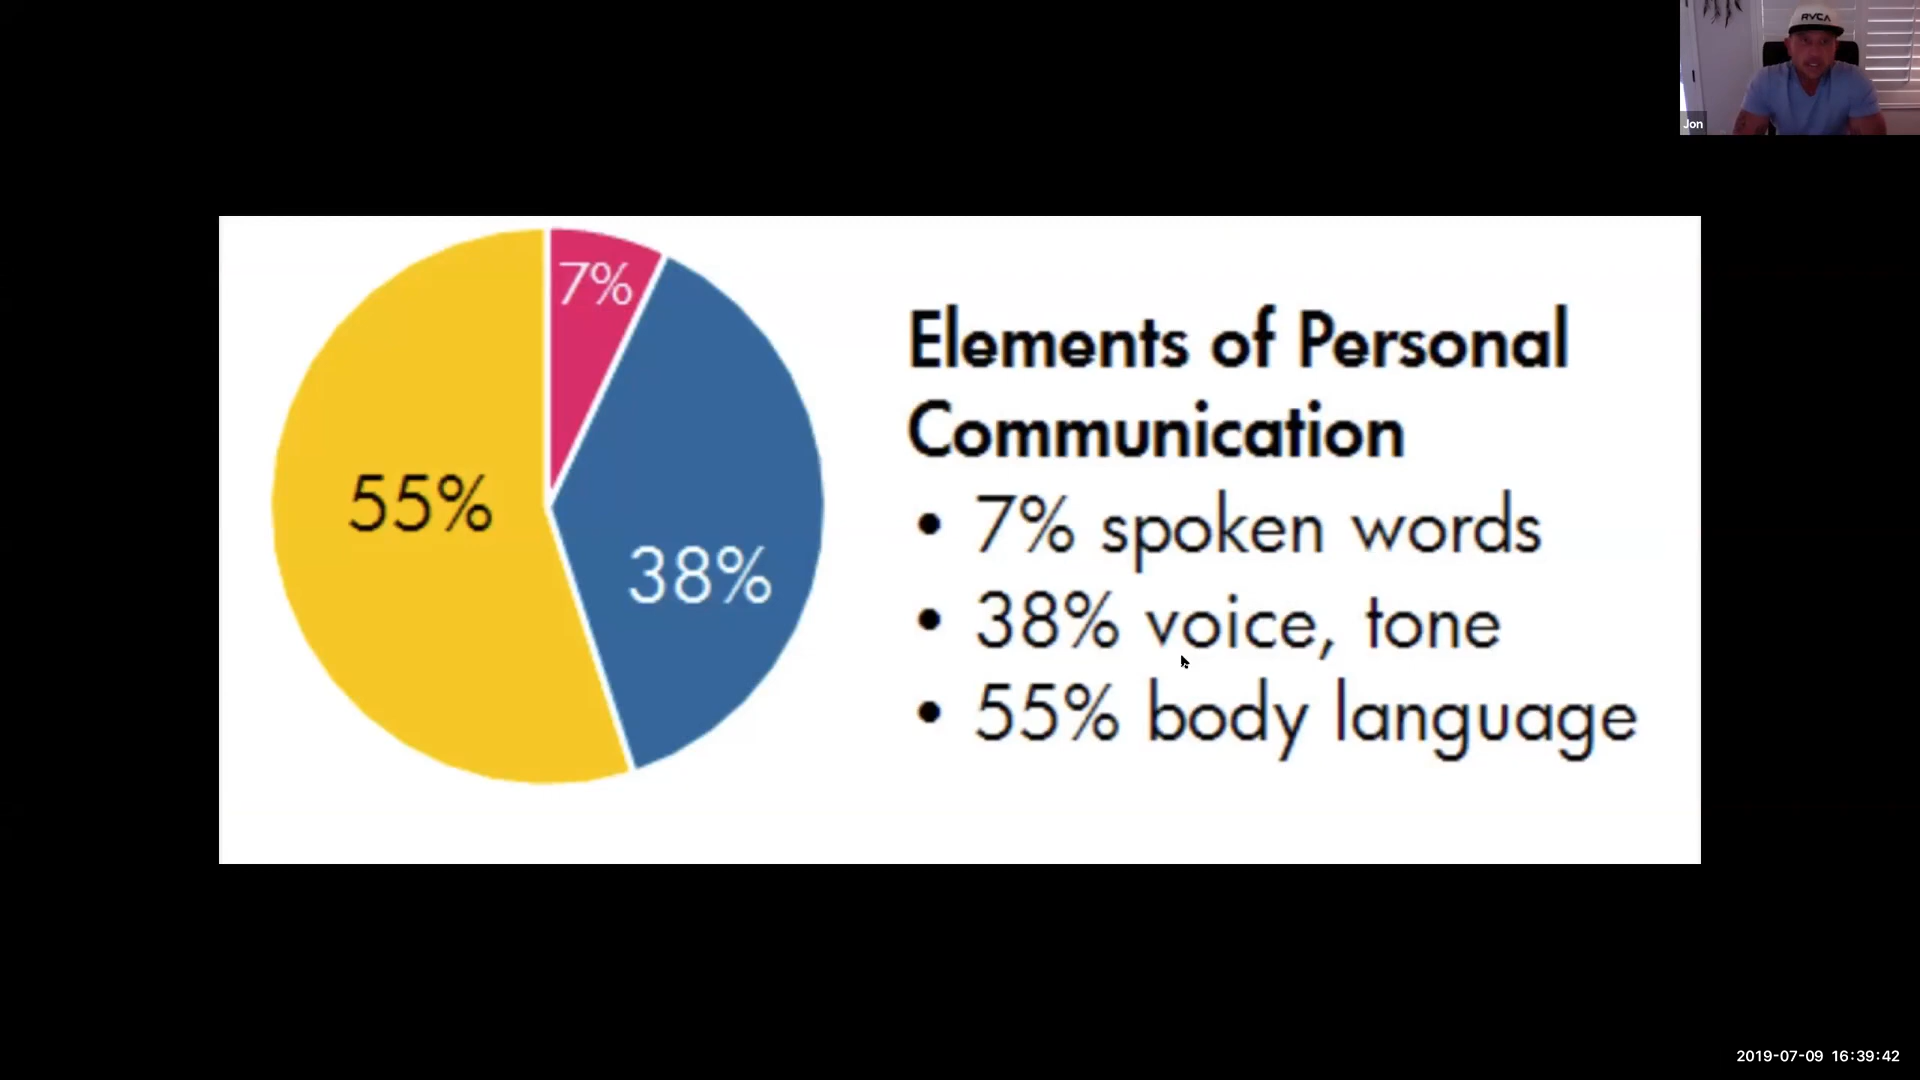 RVCA
Jon
7%
55%
38%
Elements of Personal
Communication
• 7% spoken words
• 38% voice, tone
• 55% body language
2019-07-09 16:39:42